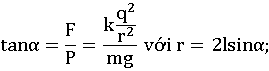 tanα = F/P = (k q²/r²)/mg với r = 2lsinα;